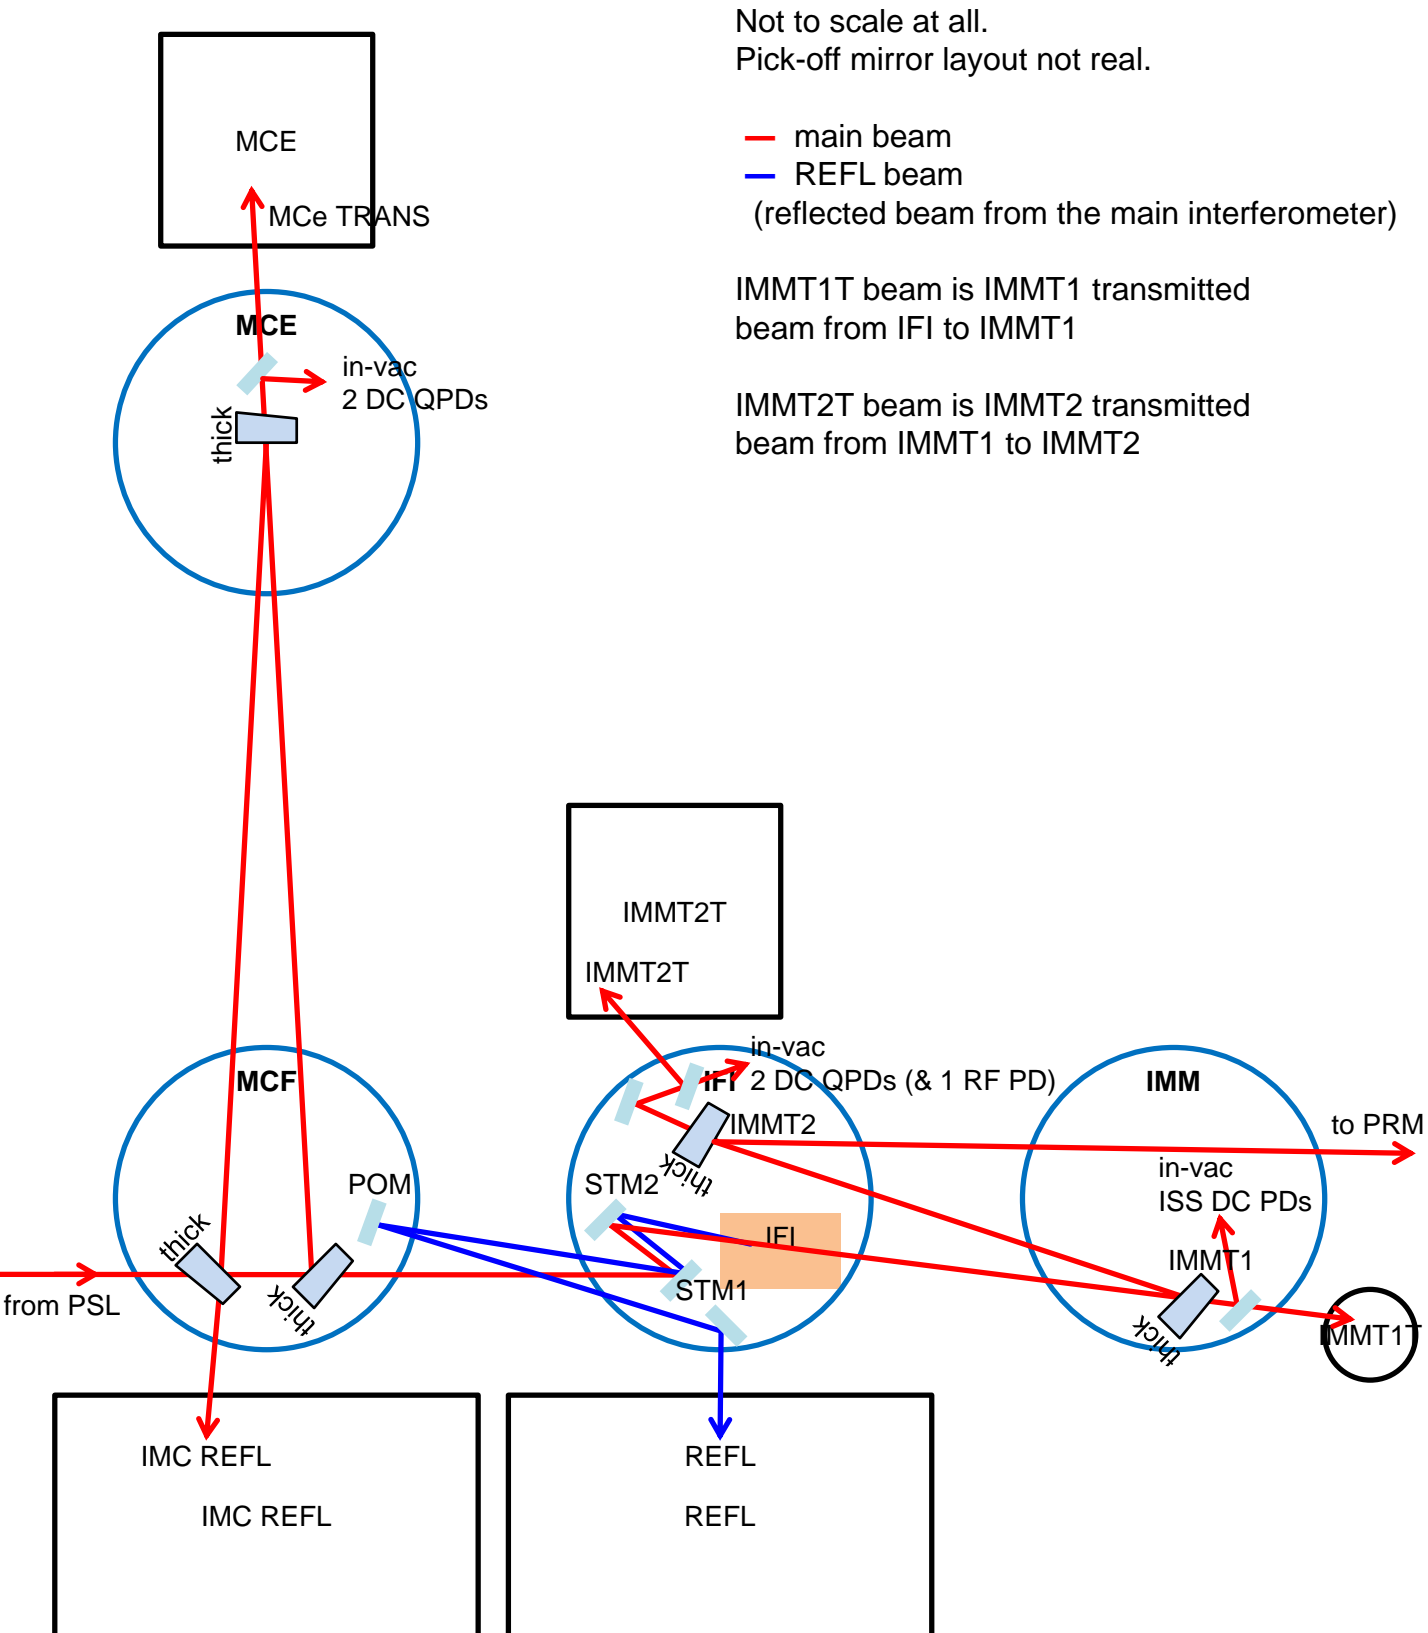 Not to scale at all.
Pick-off mirror layout not real.
main beam
REFL beam
(reflected beam from the main interferometer)
IMMT1T beam is IMMT1 transmitted
beam from IFI to IMMT1
IMMT2T beam is IMMT2 transmitted
beam from IMMT1 to IMMT2
MCE
MCe TRANS
MCE
in-vac
2 DC QPDs
thick
IMMT2T
IMMT2T
in-vac
IFI
2 DC QPDs (& 1 RF PD)
IMMT2
thick
STM2
IFI
STM1
MCF
POM
thick
thick
from PSL
IMM
to PRM
in-vac
ISS DC PDs
IMMT1
thick
IMMT1T
IMC REFL
IMC REFL
REFL
REFL